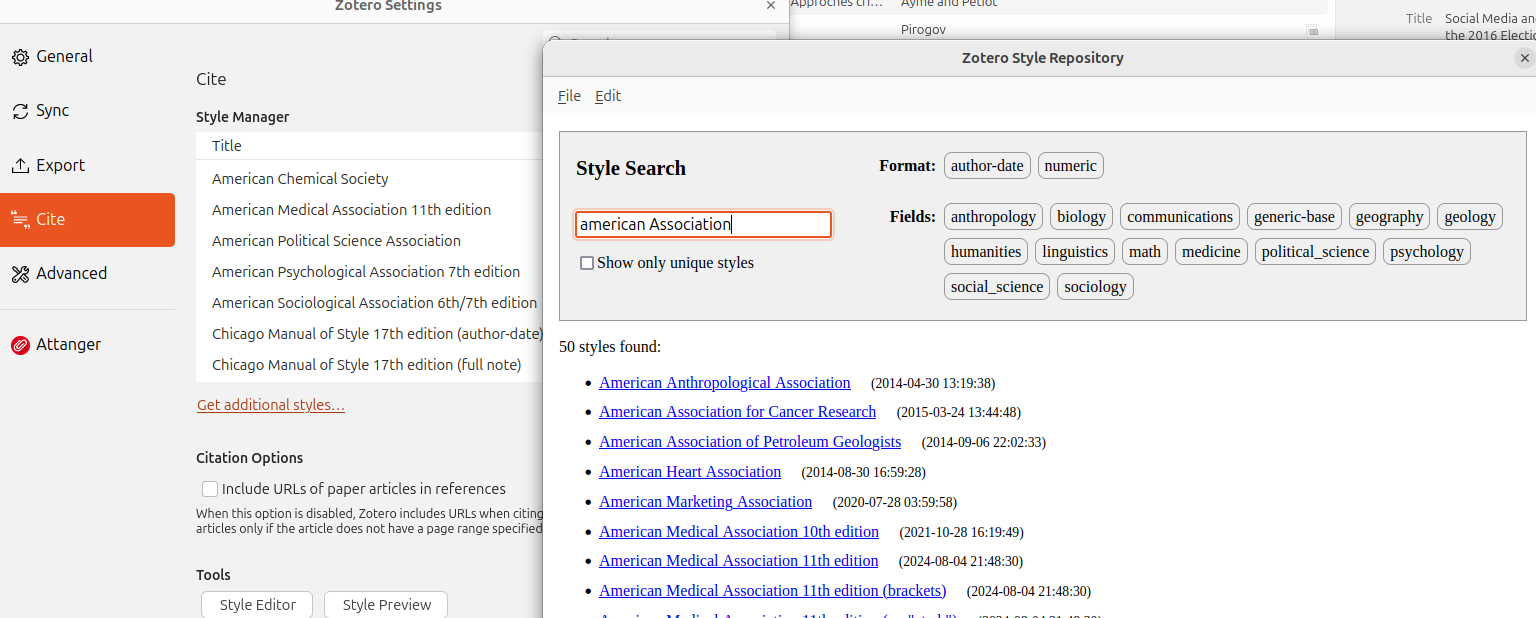 Zotero Settings
Approches cri... Ayme and Petiot
Pirogov
Title Social Media an
the 2016 Electio
General
Sync
Export
Cite
Advanced
Attanger
Cite
Style Manager
Title
American Chemical Society
American Medical Association 11th edition
American Political Science Association
American Psychological Association 7th edition
American Sociological Association 6th/7th edition
Chicago Manual of Style 17th edition (author-date)
Chicago Manual of Style 17th edition (full note)
Get additional styles...
Citation Options
Include URLs of paper articles in references
When this option is disabled, Zotero includes URLs when citing
articles only if the article does not have a page range specified
Tools
Style Editor Style Preview
Zotero Style Repository
File Edit
Style Search
american Association
Show only unique styles
Format: author-date numeric
Fields: anthropology biology communications generic-base geography geology
humanities linguistics math medicine political_science psychology
social_science sociology
50 styles found:
• American Anthropological Association (2014-04-30 13:19:38)
• American Association for Cancer Research (2015-03-24 13:44:48)
• American Association of Petroleum Geologists (2014-09-06 22:02:33)
• American Heart Association (2014-08-30 16:59:28)
• American Marketing Association (2020-07-28 03:59:58)
• American Medical Association 10th edition (2021-10-28 16:19:49)
• American Medical Association 11th edition (2024-08-04 21:48:30)
• American Medical Association 11th edition (brackets) (2024-08-04 21:48:30)